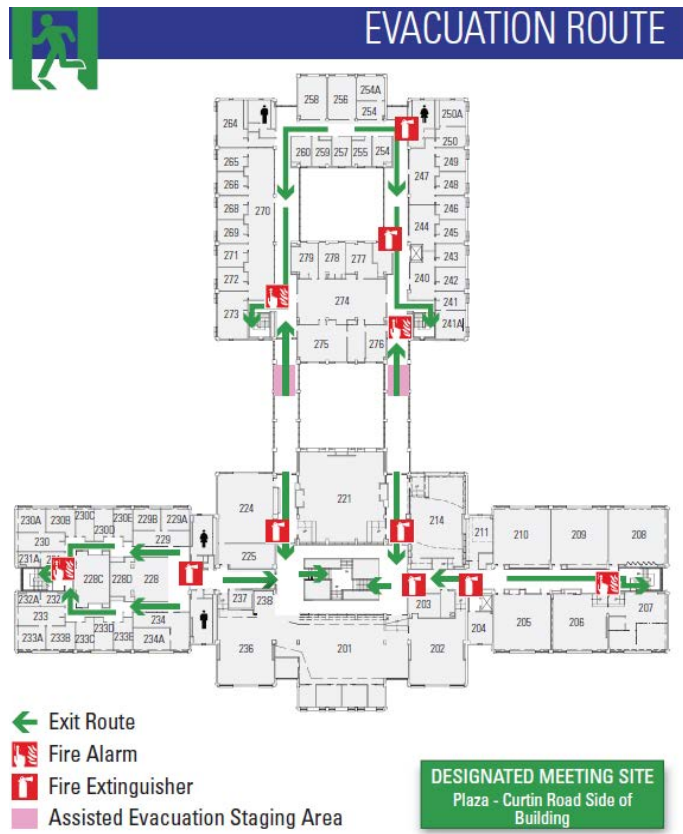 EVACUATION ROUTE
258 256 254A
254
264 250A
250
260 259 257 255 254
265 247 249
266 248
270
268 244 246
269 245
271 279 278 277 243
272 240 242
274 241
273 241A
275 276
224 221 214
230A 230B 230C 230D 230E 229B 229A
211 210 209 208
230 229
225
231A
228C 228D 228
232A 232
237 238 203
233 234
204 205 206 207
233A 233B 233C 233D 233E 234A
236 201 202
Exit Route
Fire Alarm
Fire Extinguisher
Assisted Evacuation Staging Area
DESIGNATED MEETING SITE
Plaza - Curtin Road Side of
Building